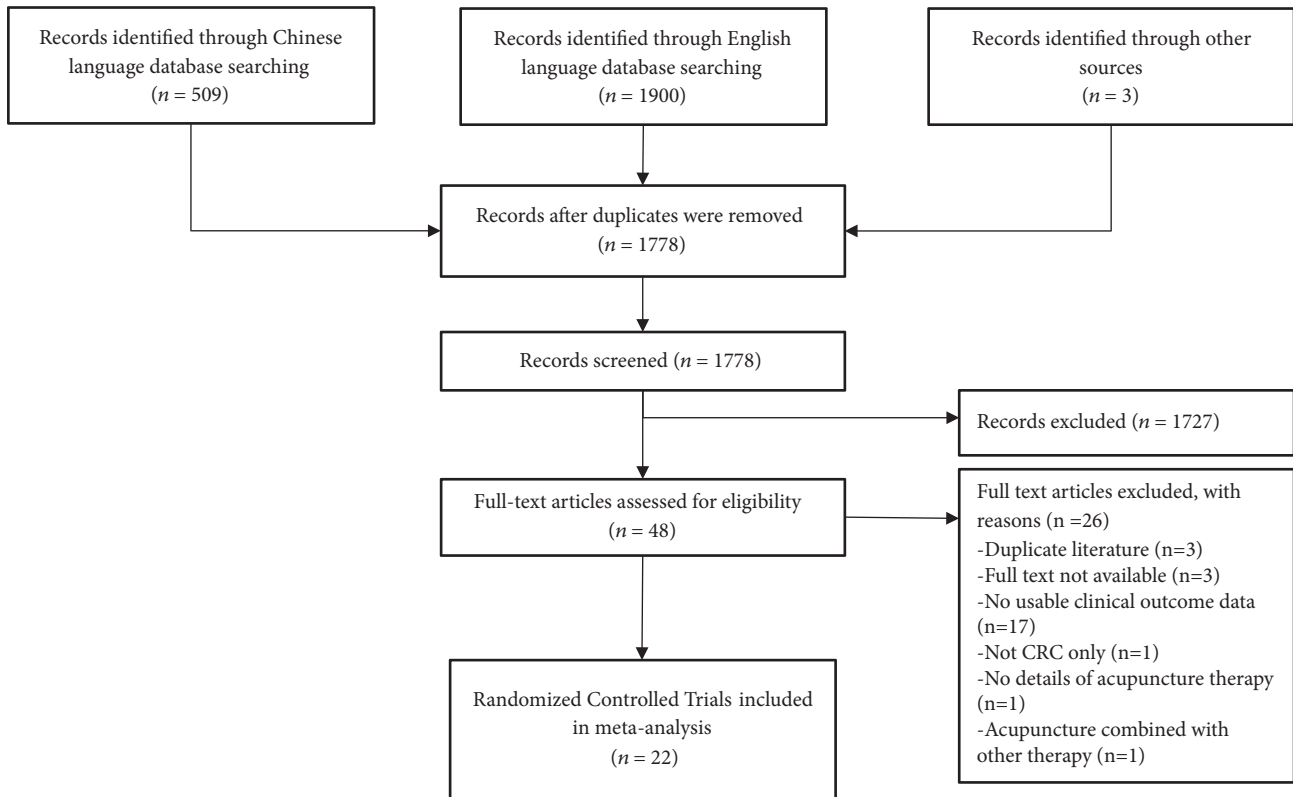 Records identified through Chinese
language database searching
(n = 509)
Records identified through English
language database searching
(n = 1900)
Records identified through other
sources
(n = 3)
Records after duplicates were removed
(n = 1778)
Records screened (n = 1778)
Records excluded (n = 1727)
Full-text articles assessed for eligibility
(n = 48)
Full text articles excluded, with
reasons (n =26)
-Duplicate literature (n=3)
-Full text not available (n=3)
-No usable clinical outcome data
(n=17)
-Not CRC only (n=1)
-No details of acupuncture therapy
(n=1)
-Acupuncture combined with
other therapy (n=1)
Randomized Controlled Trials included
in meta-analysis
(n = 22)